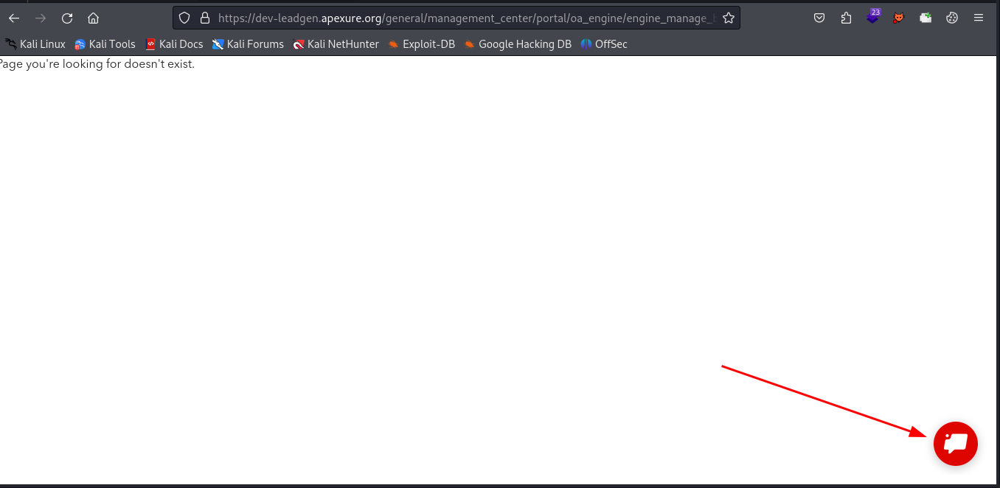 https://dev-leadgen.apexure.org/general/management_center/portal/oa_engine/engine_manage_
23
Kali Linux Kali Tools Kali Docs Kali Forums Kali NetHunter Exploit-DB Google Hacking DB OffSec
Page you're looking for doesn't exist.